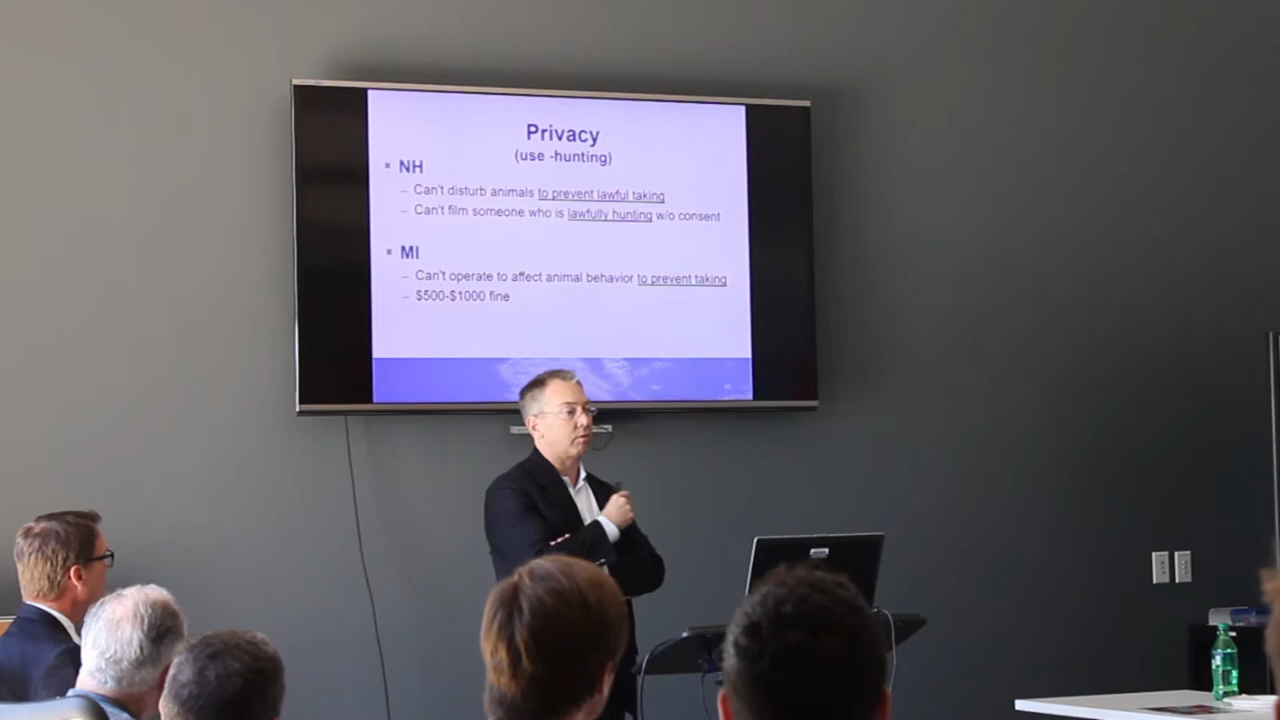 Privacy
(use -hunting)
▪ NH
– Can't disturb animals to prevent lawful taking
– Can't film someone who is lawfully hunting w/o consent
▪ MI
– Can't operate to affect animal behavior to prevent taking
– $500-$1000 fine